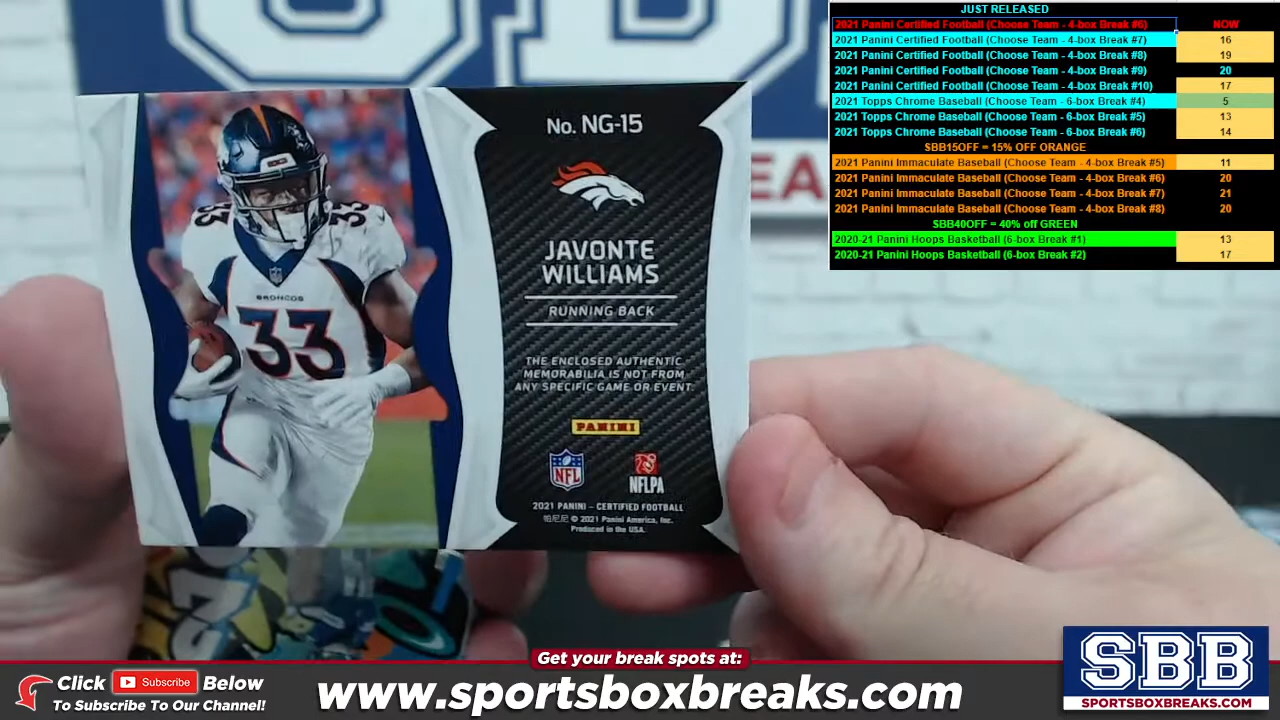 JUST RELEASED
2021 Panini Certified Football (Choose Team - 4-box Break #6) NOW
2021 Panini Certified Football (Choose Team - 4-box Break #7) 16
2021 Panini Certified Football (Choose Team - 4-box Break #8) 19
2021 Panini Certified Football (Choose Team - 4-box Break #9) 20
2021 Panini Certified Football (Choose Team - 4-box Break #10) 17
2021 Topps Chrome Baseball (Choose Team - 6-box Break #4) 5
2021 Topps Chrome Baseball (Choose Team - 6-box Break #5) 13
2021 Topps Chrome Baseball (Choose Team - 6-box Break #6) 14
SBB15OFF = 15% OFF ORANGE
2021 Panini Immaculate Baseball (Choose Team - 4-box Break #5) 11
2021 Panini Immaculate Baseball (Choose Team - 4-box Break #6) 20
2021 Panini Immaculate Baseball (Choose Team - 4-box Break #7) 21
2021 Panini Immaculate Baseball (Choose Team - 4-box Break #8) 20
SBB40OFF = 40% off GREEN
2020-21 Panini Hoops Basketball (6-box Break #1) 13
2020-21 Panini Hoops Basketball (6-box Break #2) 17
No. NG-15
JAVONTE
WILLIAMS
RUNNING BACK
THE ENCLOSED AUTHENTIC
MEMORABILIA IS NOT FROM
ANY SPECIFIC GAME OR EVENT.
PANINI
NFL
NFLPA
2021 PANINI – CERTIFIED FOOTBALL
帕尼尼 © 2021 Panini America, Inc.
Produced in the USA.
33
33
BRONCOS
33
Get your break spots at:
Click Subscribe Below
To Subscribe To Our Channel!
www.sportsboxbreaks.com
SBB
SPORTSBOXBREAKS.COM